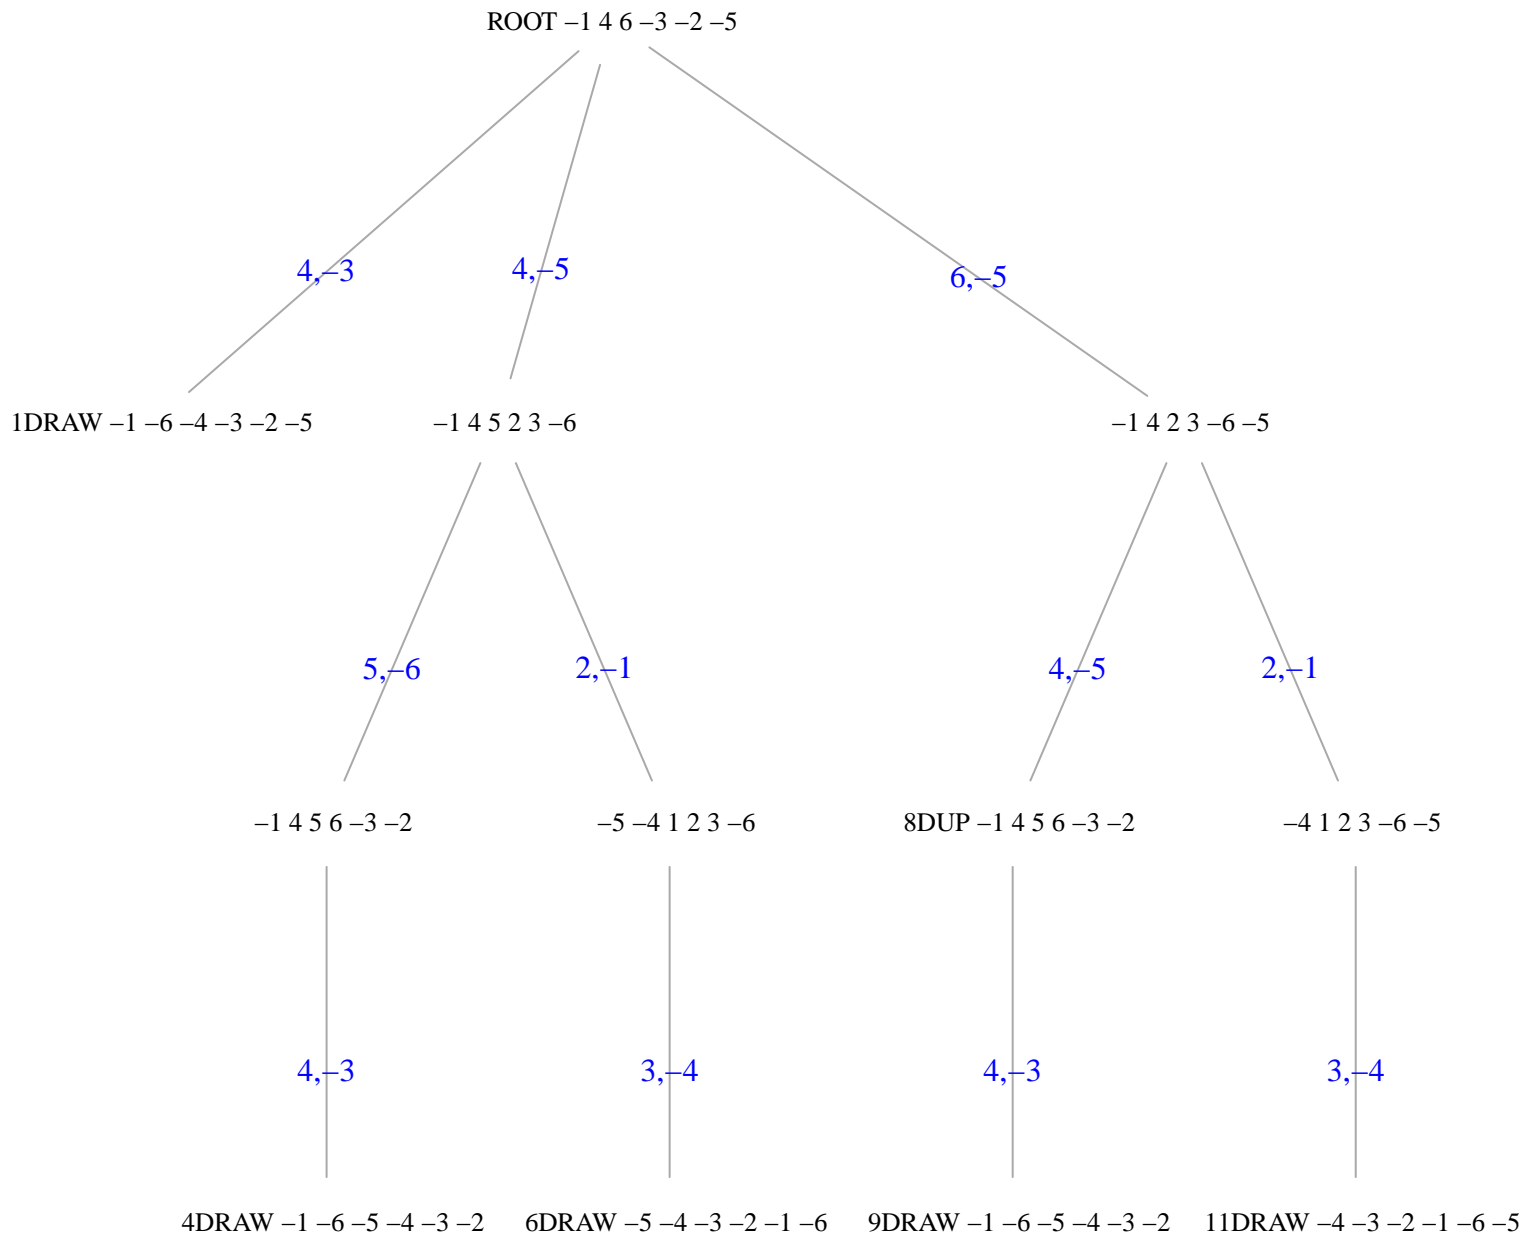 ROOT –1 4 6 –3 –2 –5
4,–3
4,–5
6,–5
1DRAW –1 –6 –4 –3 –2 –5
–1 4 5 2 3 –6
–1 4 2 3 –6 –5
5,–6
2,–1
4,–5
2,–1
–1 4 5 6 –3 –2
–5 –4 1 2 3 –6
8DUP –1 4 5 6 –3 –2
–4 1 2 3 –6 –5
4,–3
3,–4
4,–3
3,–4
4DRAW –1 –6 –5 –4 –3 –2
6DRAW –5 –4 –3 –2 –1 –6
9DRAW –1 –6 –5 –4 –3 –2
11DRAW –4 –3 –2 –1 –6 –5